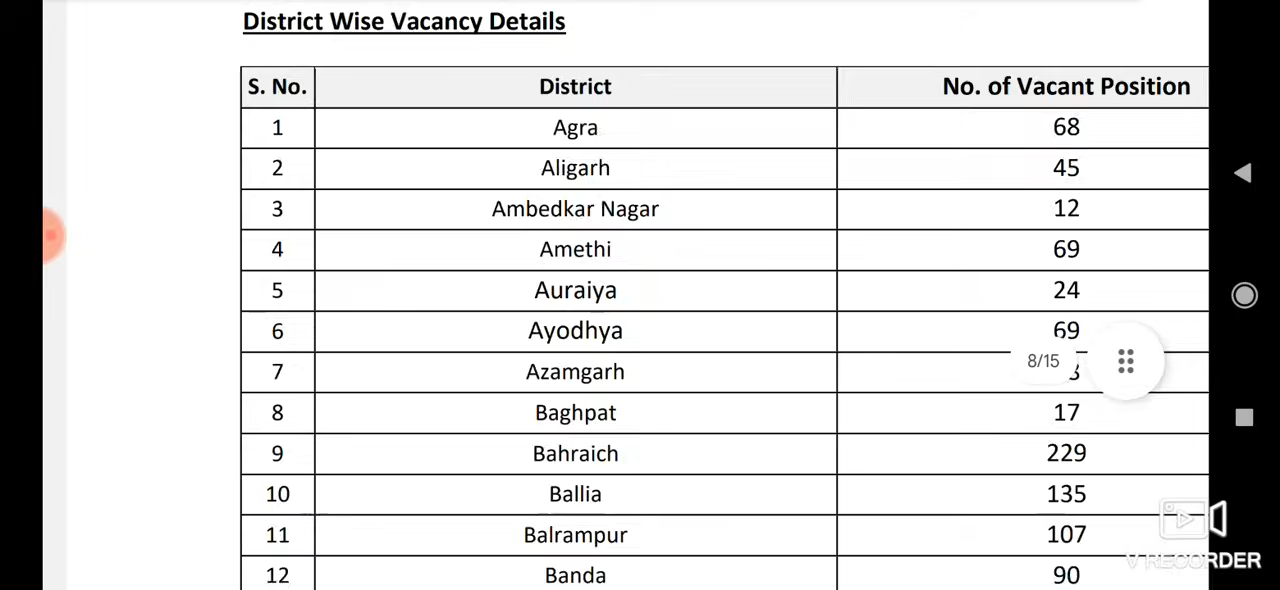 District Wise Vacancy Details
S. No. District No. of Vacant Position
1 Agra 68
2 Aligarh 45
3 Ambedkar Nagar 12
4 Amethi 69
5 Auraiya 24
6 Ayodhya 69
7 Azamgarh
8/15
8 Baghpat 17
9 Bahraich 229
10 Ballia 135
11 Balrampur 107
12 Banda 90
V RECORDER